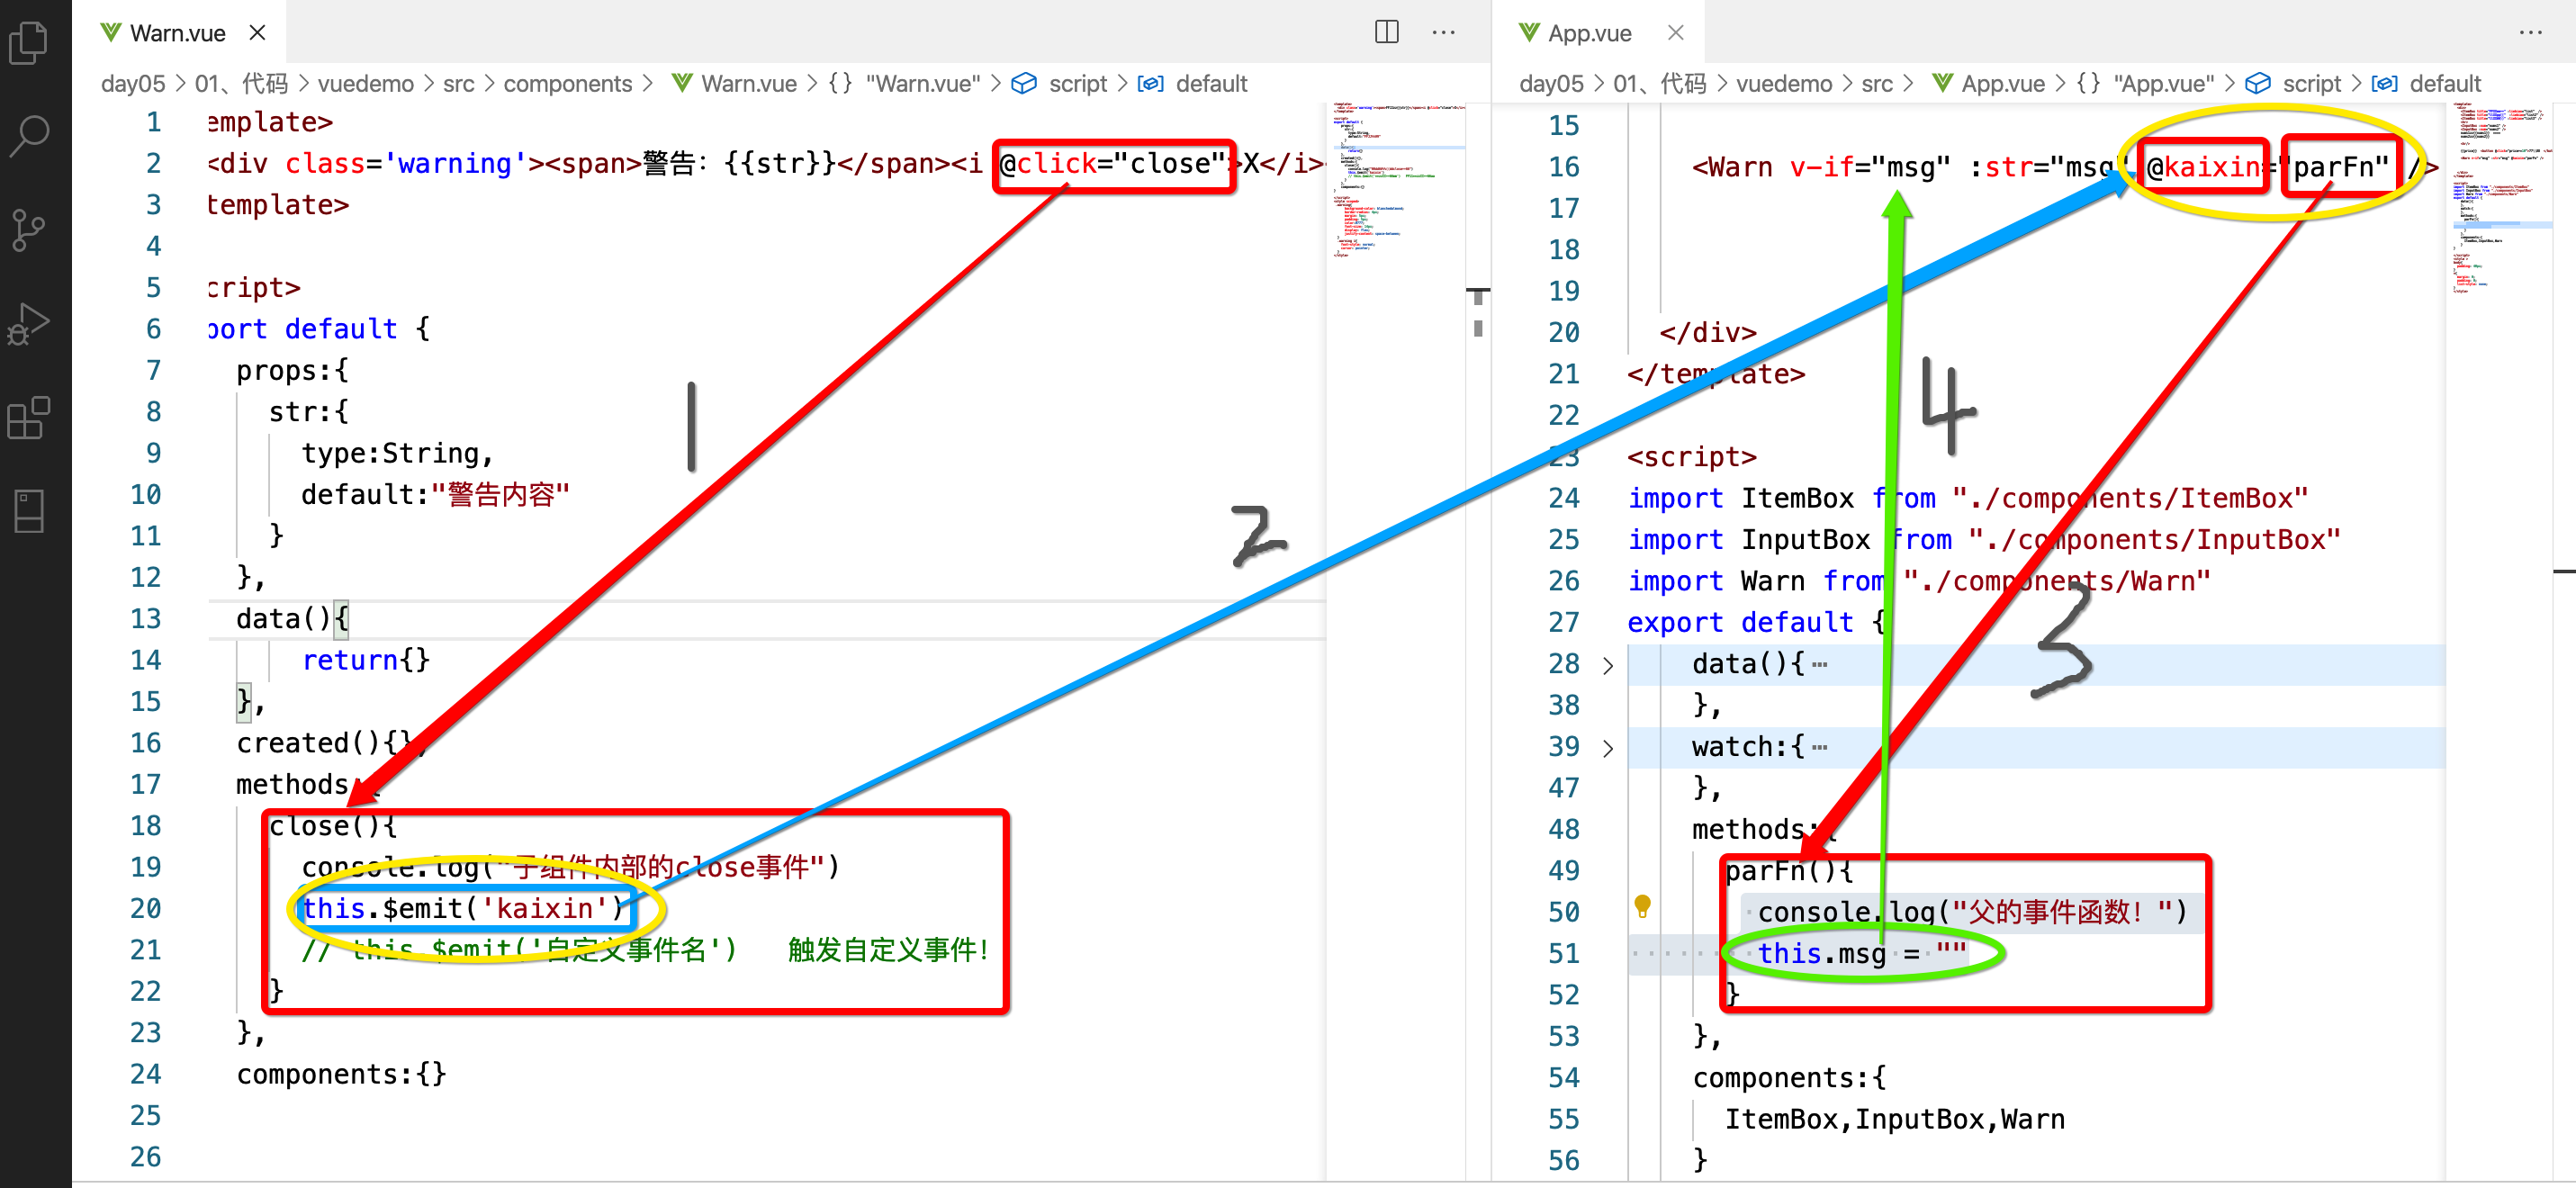 Warn.vue
day05 > 01、代码 > vuedemo > src > components > Warn.vue > {} "Warn.vue" > script > default
1 emplate>
2 <div class='warning'><span>警告：{{str}}</span><i @click="close">X</i>
3 template>
4
5 cript>
6 port default {
7 props:{
8 str:{
9 type:String,
10 default:"警告内容"
11 }
12 },
13 data(){
14 return{}
15 },
16 created(){},
17 methods:{
18 close(){
19 console.log("子组件内部的close事件")
20 this.$emit('kaixin')
21 // this.$emit('自定义事件名') 触发自定义事件！
22 }
23 },
24 components:{}
25
26
1
2
App.vue
day05 > 01、代码 > vuedemo > src > App.vue > {} "App.vue" > script > default
15
16 <Warn v-if="msg" :str="msg" @kaixin="parFn" />
17
18
19
20 </div>
21 </template>
22
23 <script>
24 import ItemBox from "./components/ItemBox"
25 import InputBox from "./components/InputBox"
26 import Warn from "./components/Warn"
27 export default {
28 data(){…
38 },
39 watch:{…
47 },
48 methods:{
49 parFn(){
50 console.log("父的事件函数！")
51 this.msg = ""
52 }
53 },
54 components:{
55 ItemBox,InputBox,Warn
56 }
4
3